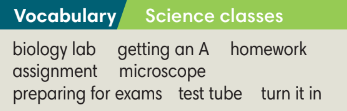 Vocabulary Science classes
biology lab getting an A homework
assignment microscope
preparing for exams test tube turn it in